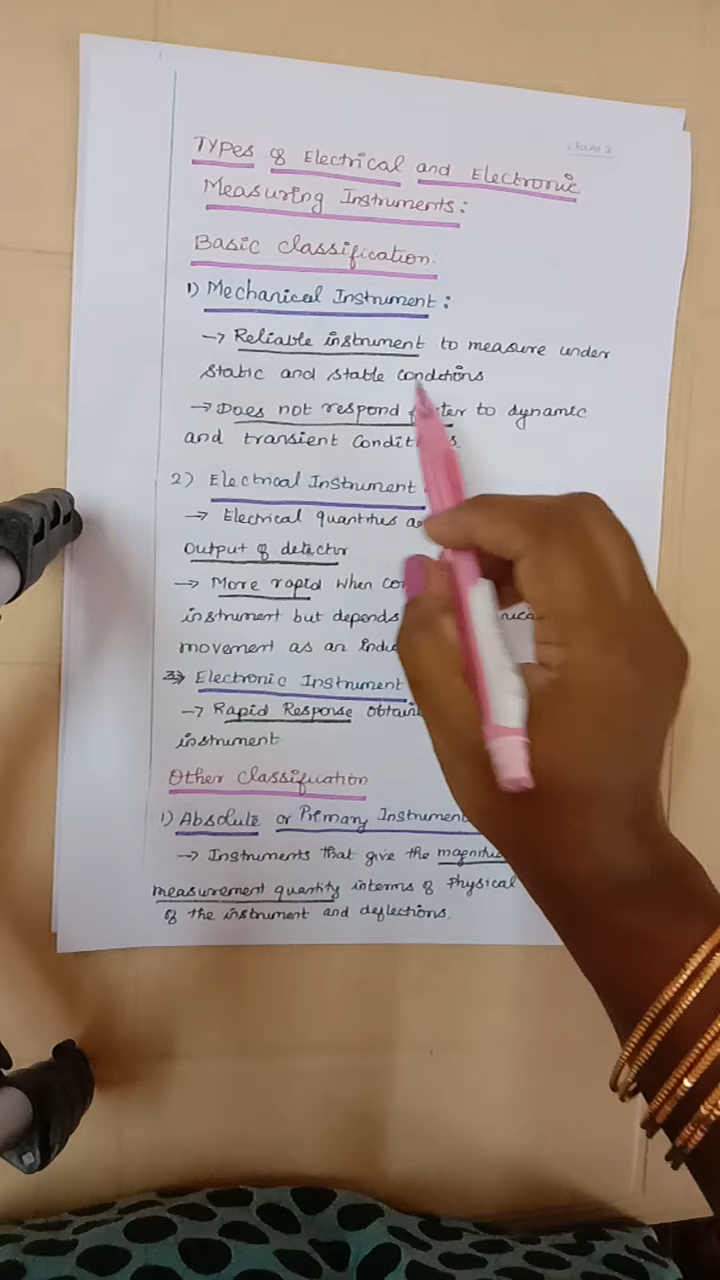 Class 2
Types of Electrical and Electronic
Measuring Instruments:
Basic Classification:
1) Mechanical Instrument:
→ Reliable instrument to measure under
static and stable conditions
→ Does not respond to dynamic
and transient
2) Electrical Instrument
→ Electrical quantities
Output of detector
→ More rapid when
instrument but depends
movement as an
3) Electronic Instrument
→ Rapid Response
instrument
Other Classification
1) Absolute or Primary Instrument
→ Instruments that give the
measurement quantity interms of Physical
of the instrument and deflections.